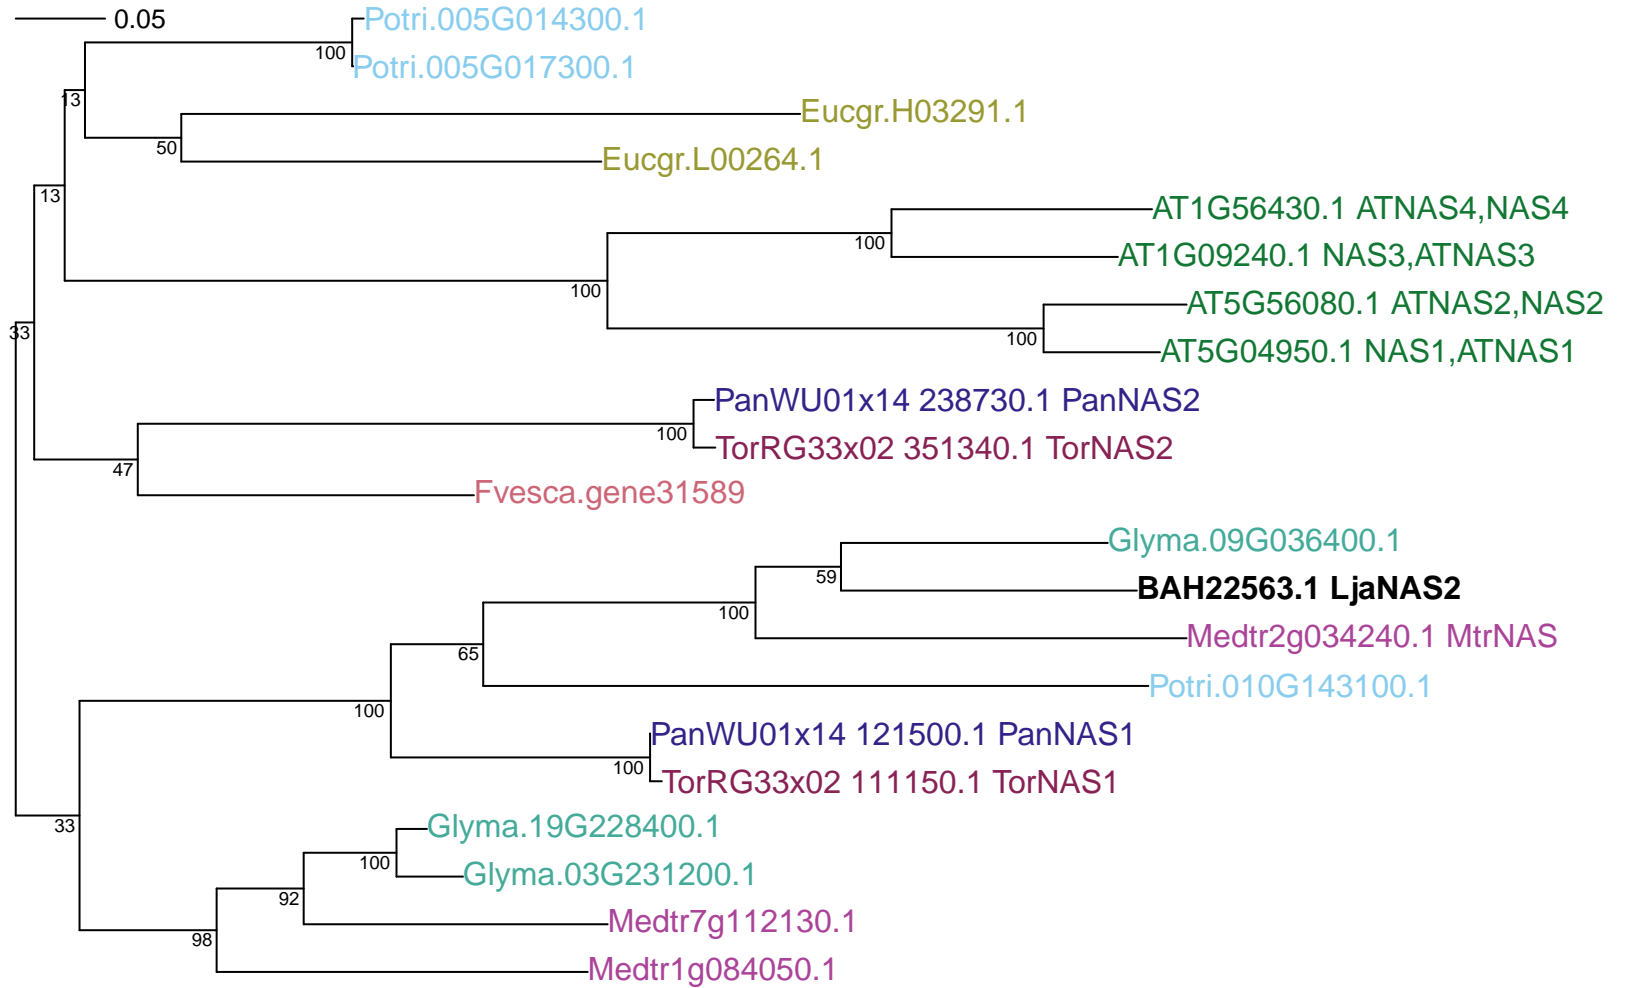 0.05
Potri.005G014300.1
100
Potri.005G017300.1
13
Eucgr.H03291.1
50
Eucgr.L00264.1
13
AT1G56430.1 ATNAS4,NAS4
100
AT1G09240.1 NAS3,ATNAS3
100
AT5G56080.1 ATNAS2,NAS2
33
100
AT5G04950.1 NAS1,ATNAS1
PanWU01x14 238730.1 PanNAS2
100
TorRG33x02 351340.1 TorNAS2
47
Fvesca.gene31589
Glyma.09G036400.1
59
BAH22563.1 LjaNAS2
100
Medtr2g034240.1 MtrNAS
65
Potri.010G143100.1
100
PanWU01x14 121500.1 PanNAS1
100
TorRG33x02 111150.1 TorNAS1
33
Glyma.19G228400.1
100
Glyma.03G231200.1
92
Medtr7g112130.1
98
Medtr1g084050.1